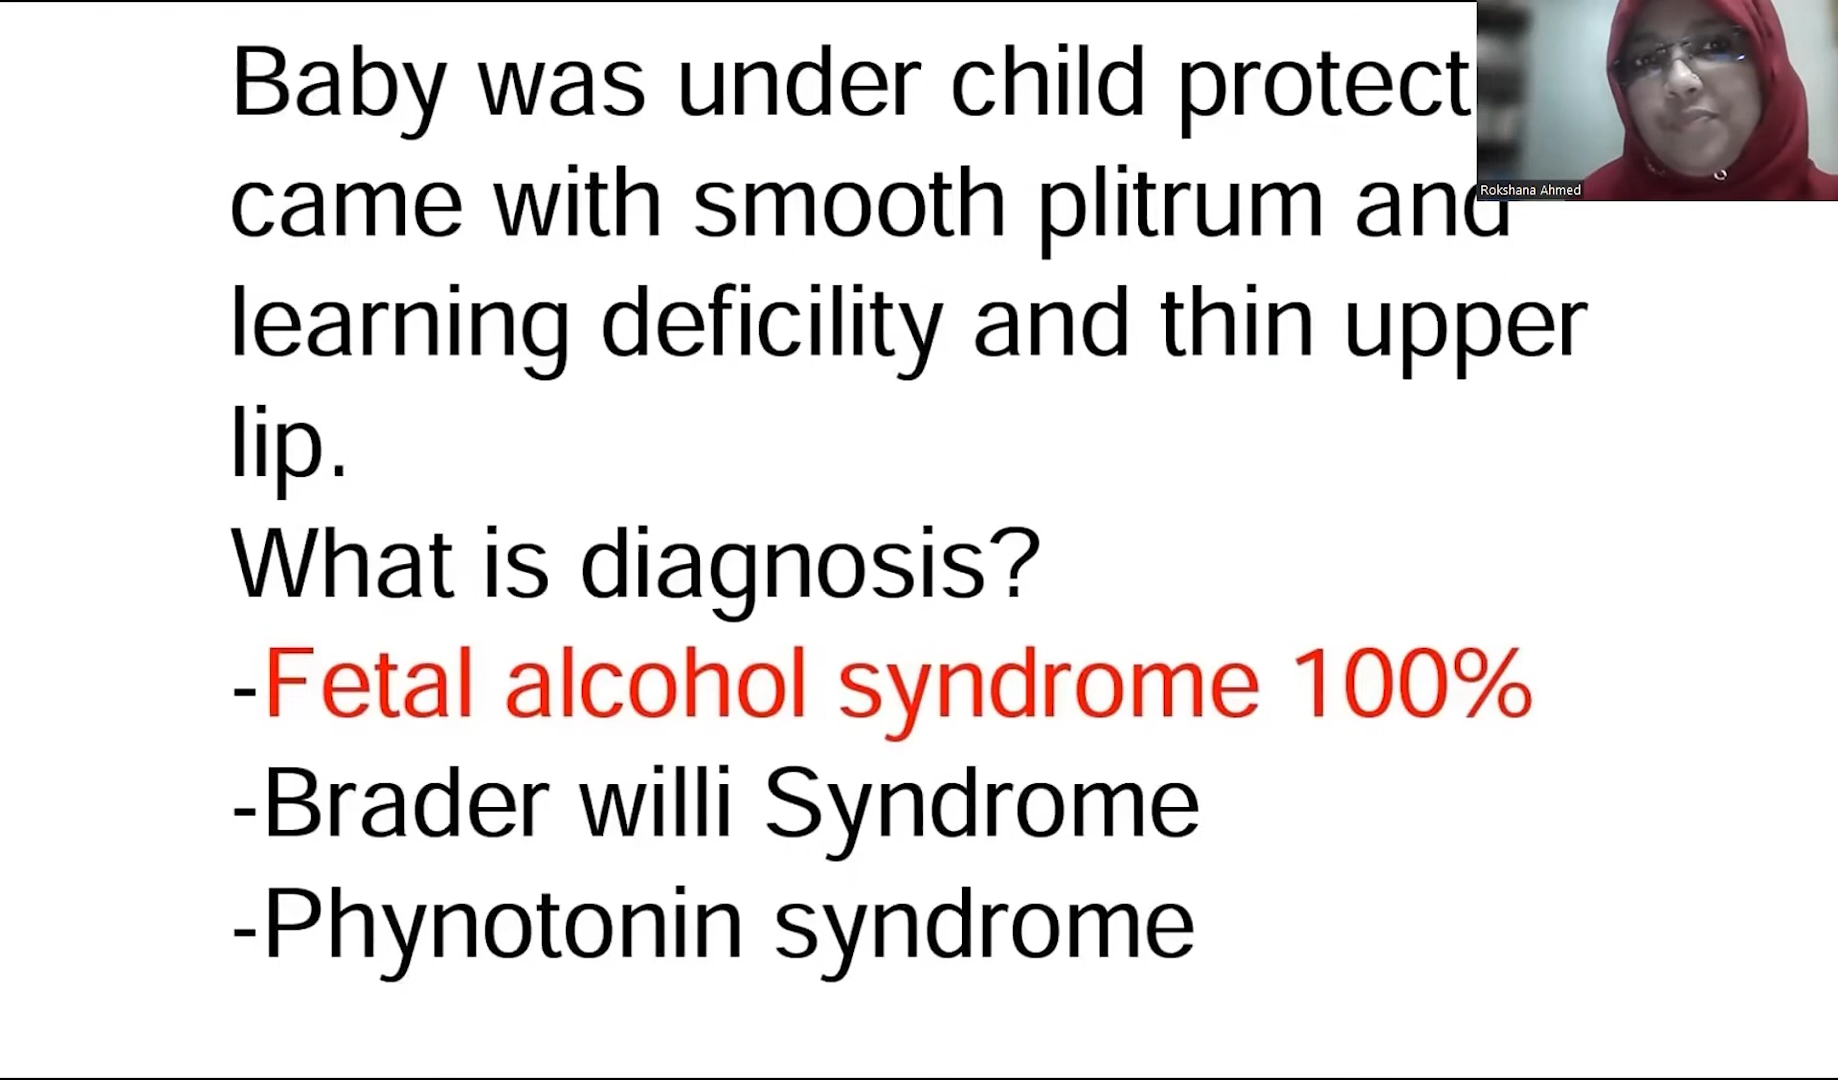 Baby was under child protect
came with smooth plitrum and
learning deficility and thin upper
lip.
What is diagnosis?
-Fetal alcohol syndrome 100%
-Brader willi Syndrome
-Phynotonin syndrome
Rokshana Ahmed